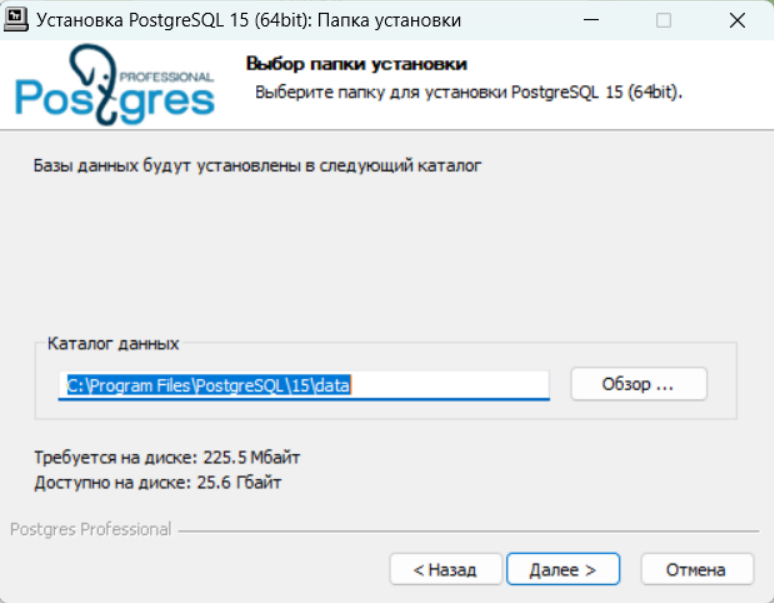 Установка PostgreSQL 15 (64bit): Папка установки
PROFESSIONAL
Postgres
Выбор папки установки
Выберите папку для установки PostgreSQL 15 (64bit).
Базы данных будут установлены в следующий каталог
Каталог данных
C:\Program Files\PostgreSQL\15\data
Обзор ...
Требуется на диске: 225.5 Мбайт
Доступно на диске: 25.6 Гбайт
Postgres Professional
< Назад
Далее >
Отмена